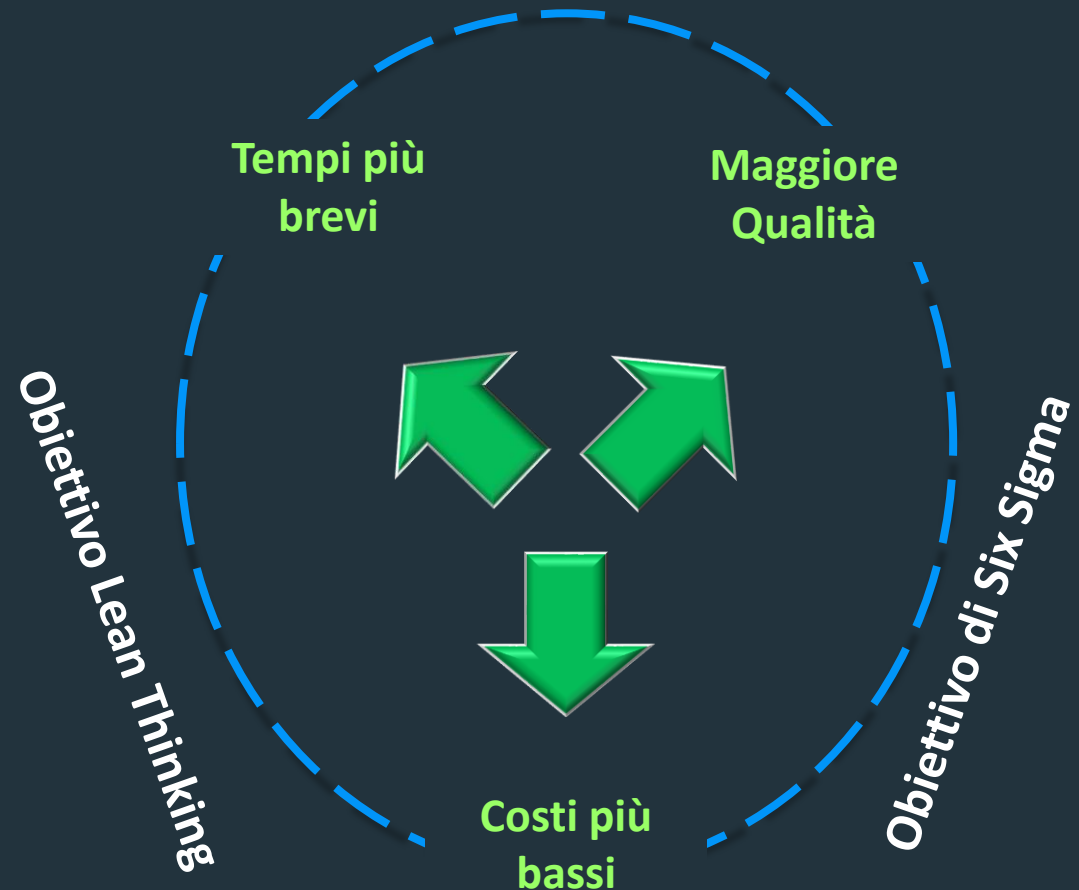 Tempi più
brevi
Maggiore
Qualità
Obiettivo Lean Thinking
Obiettivo di Six Sigma
Costi più
bassi